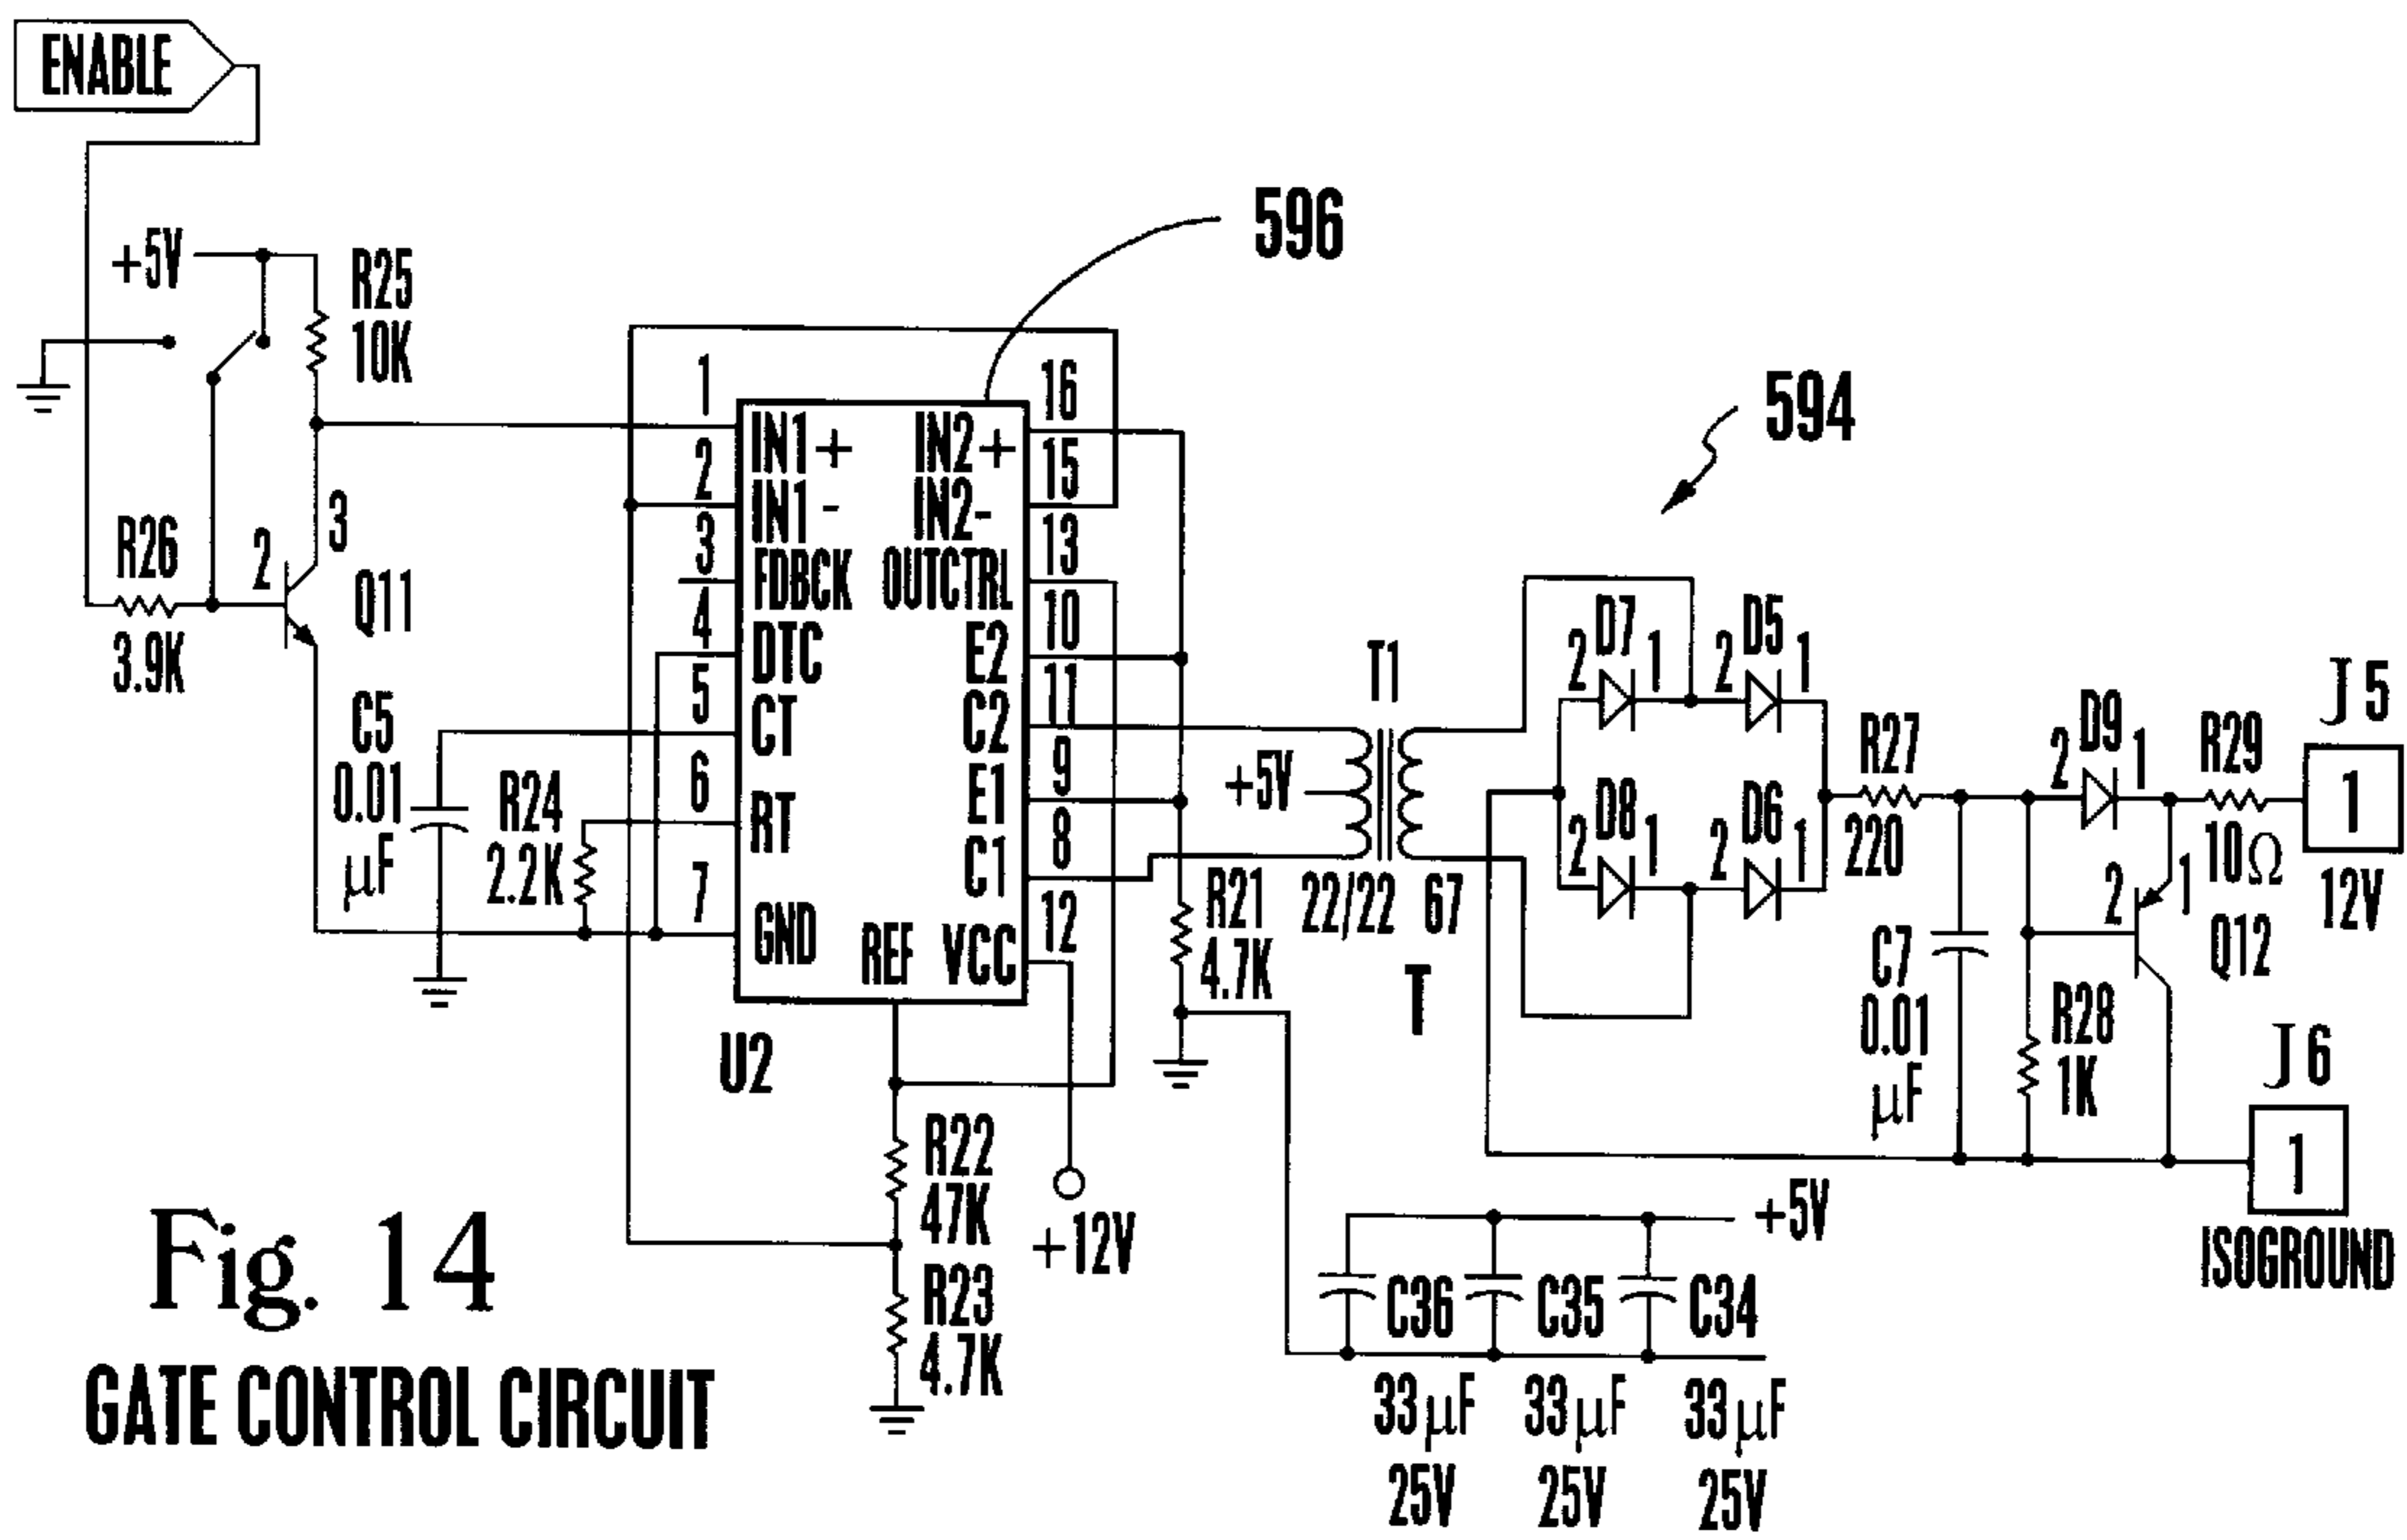 ENABLE
+5V
R25
10K
596
594
1
2
3
4
5
6
7
IN1+
IN1-
FDBCK
DTC
CT
RT
GND
IN2+
IN2-
OUTCTRL
E2
C2
E1
C1
REF VCC
16
15
13
10
11
9
8
12
R26
3.9K
2
3
Q11
C5
0.01
µF
R24
2.2K
U2
R22
47K
R23
4.7K
+12V
R21
4.7K
+5V
T1
22/22 67
T
2 D7 1
2 D5 1
2 D8 1
2 D6 1
R27
220
C7
0.01
µF
R28
1K
2 D9 1
R29
10Ω
2
1
Q12
J5
1
12V
J6
1
ISOGROUND
+5V
C36 C35 C34
33µF 33µF 33µF
25V 25V 25V
Fig. 14
GATE CONTROL CIRCUIT